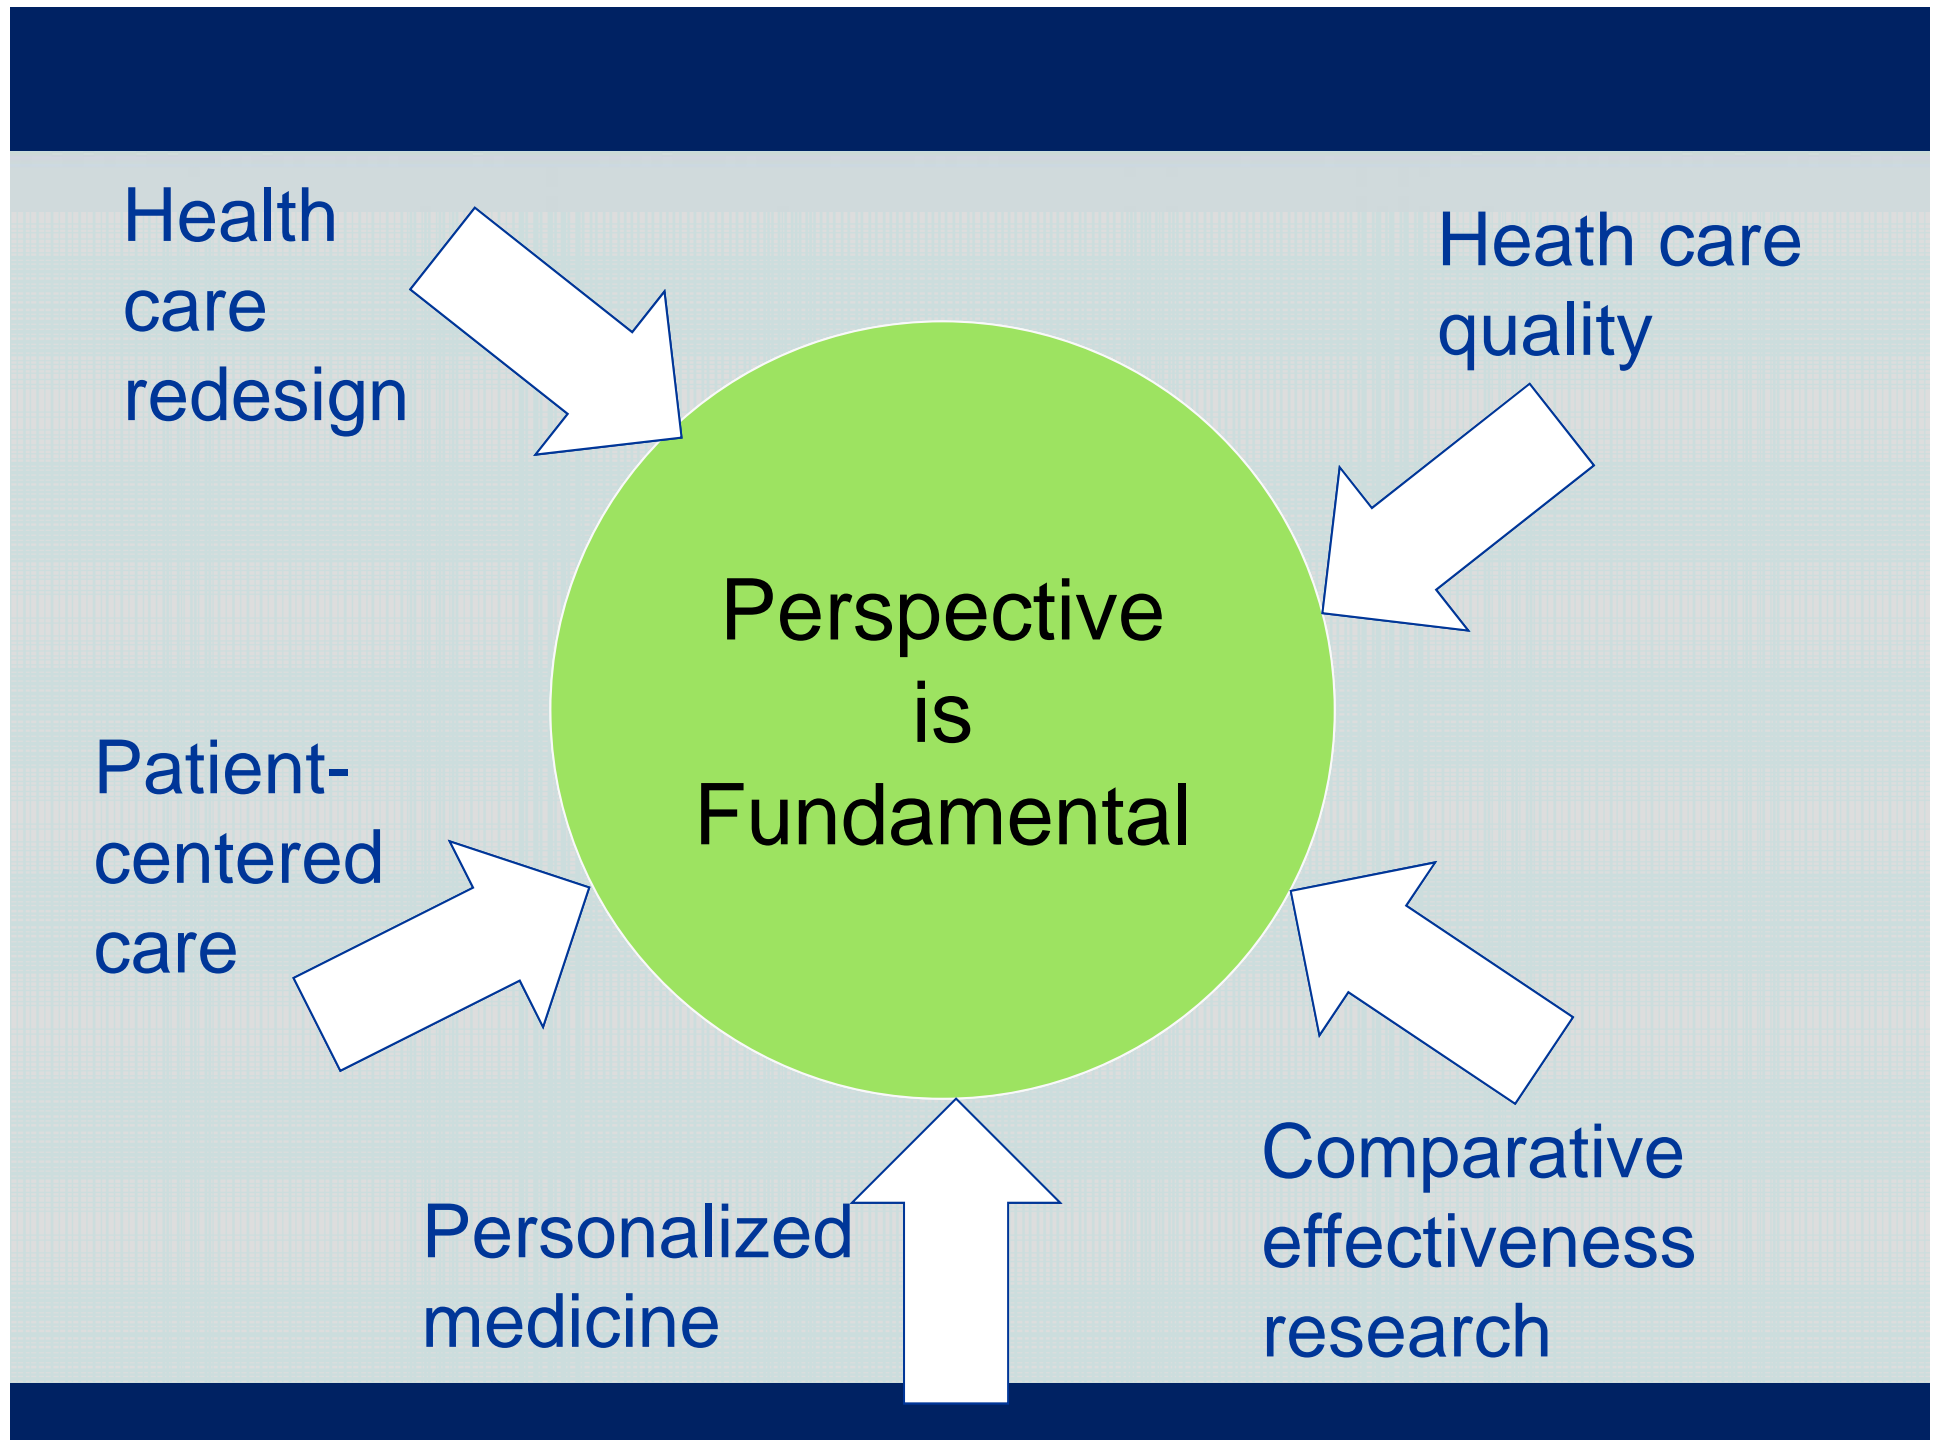 Health
care
redesign
Heath care
quality
Perspective
is
Fundamental
Patient-
centered
care
Personalized
medicine
Comparative
effectiveness
research